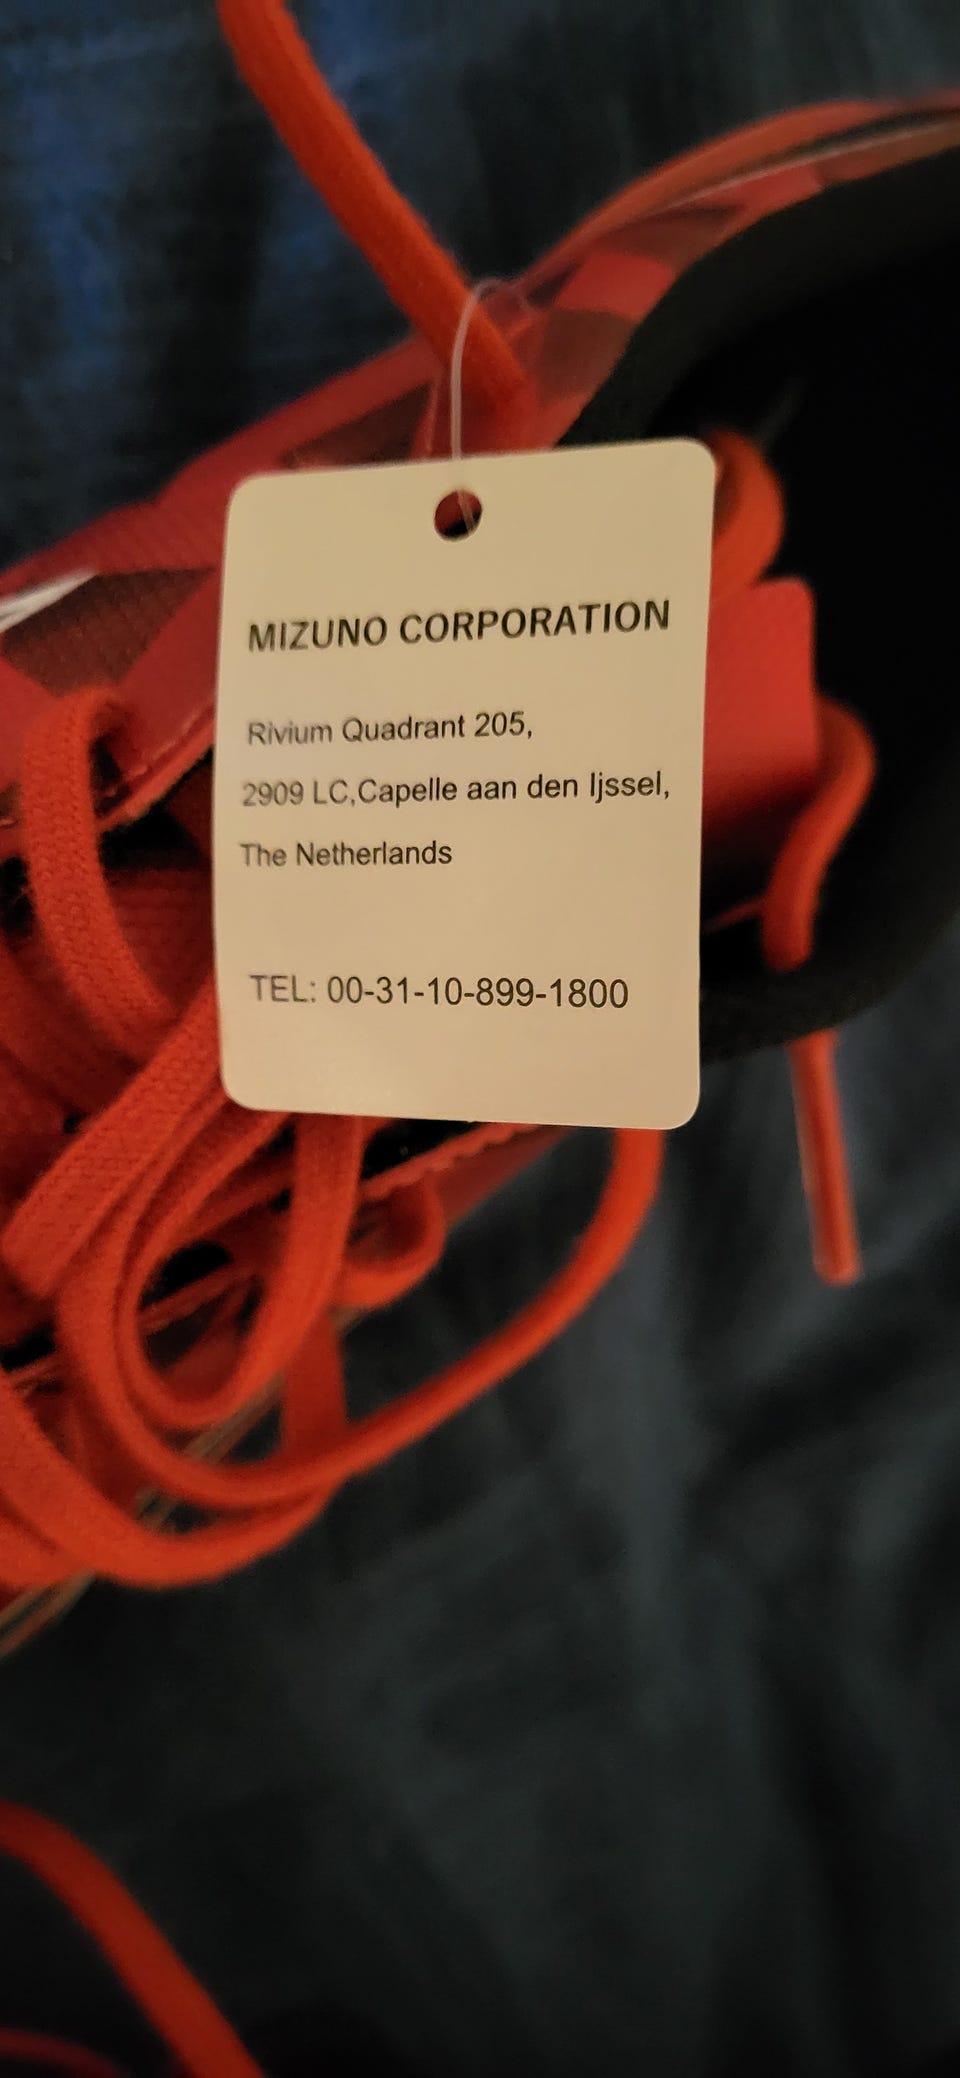 MIZUNO CORPORATION
Rivium Quadrant 205,
2909 LC,Capelle aan den Ijssel,
The Netherlands
TEL: 00-31-10-899-1800